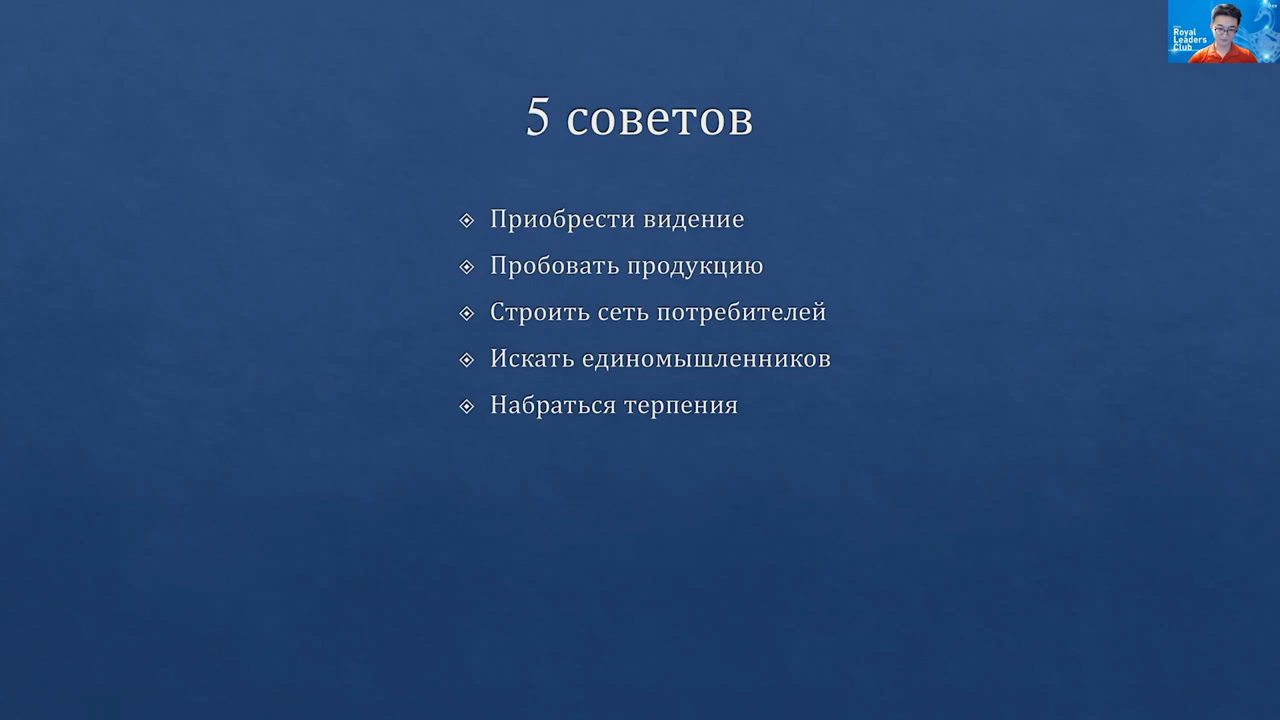 Royal
Leaders
Club
5 советов
Приобрести видение
Пробовать продукцию
Строить сеть потребителей
Искать единомышленников
Набраться терпения